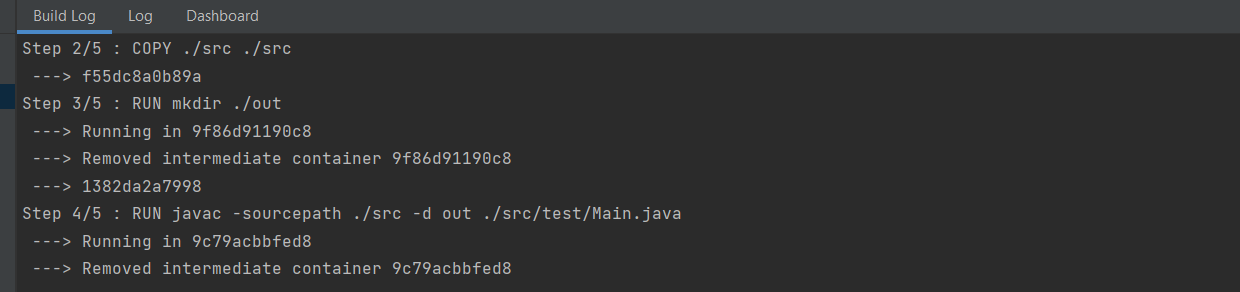 Build Log Log Dashboard
Step 2/5 : COPY ./src ./src
---> f55dc8a0b89a
Step 3/5 : RUN mkdir ./out
---> Running in 9f86d91190c8
---> Removed intermediate container 9f86d91190c8
---> 1382da2a7998
Step 4/5 : RUN javac -sourcepath ./src -d out ./src/test/Main.java
---> Running in 9c79acbbfed8
---> Removed intermediate container 9c79acbbfed8